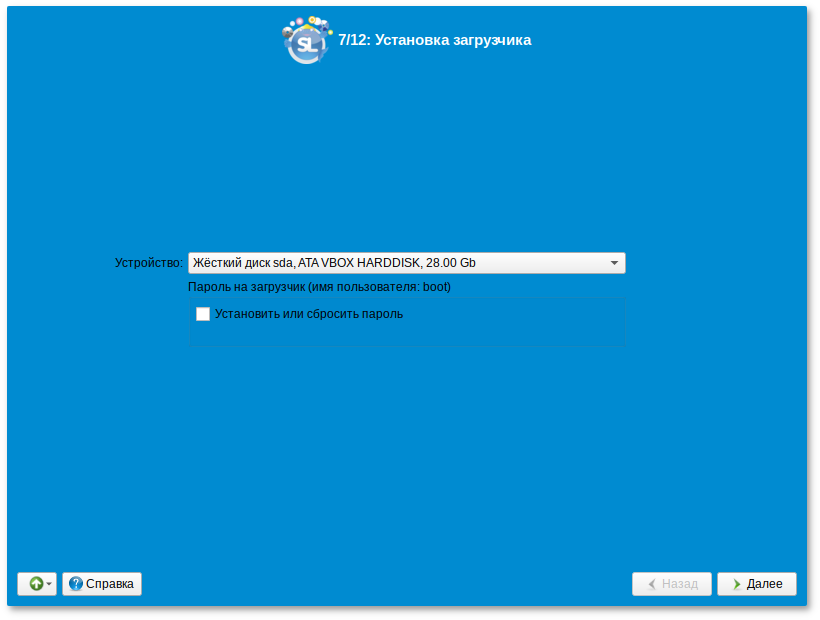 SL
7/12: Установка загрузчика
Устройство: Жёсткий диск sda, ATA VBOX HARDDISK, 28.00 Gb
Пароль на загрузчик (имя пользователя: boot)
Установить или сбросить пароль
Справка Назад Далее